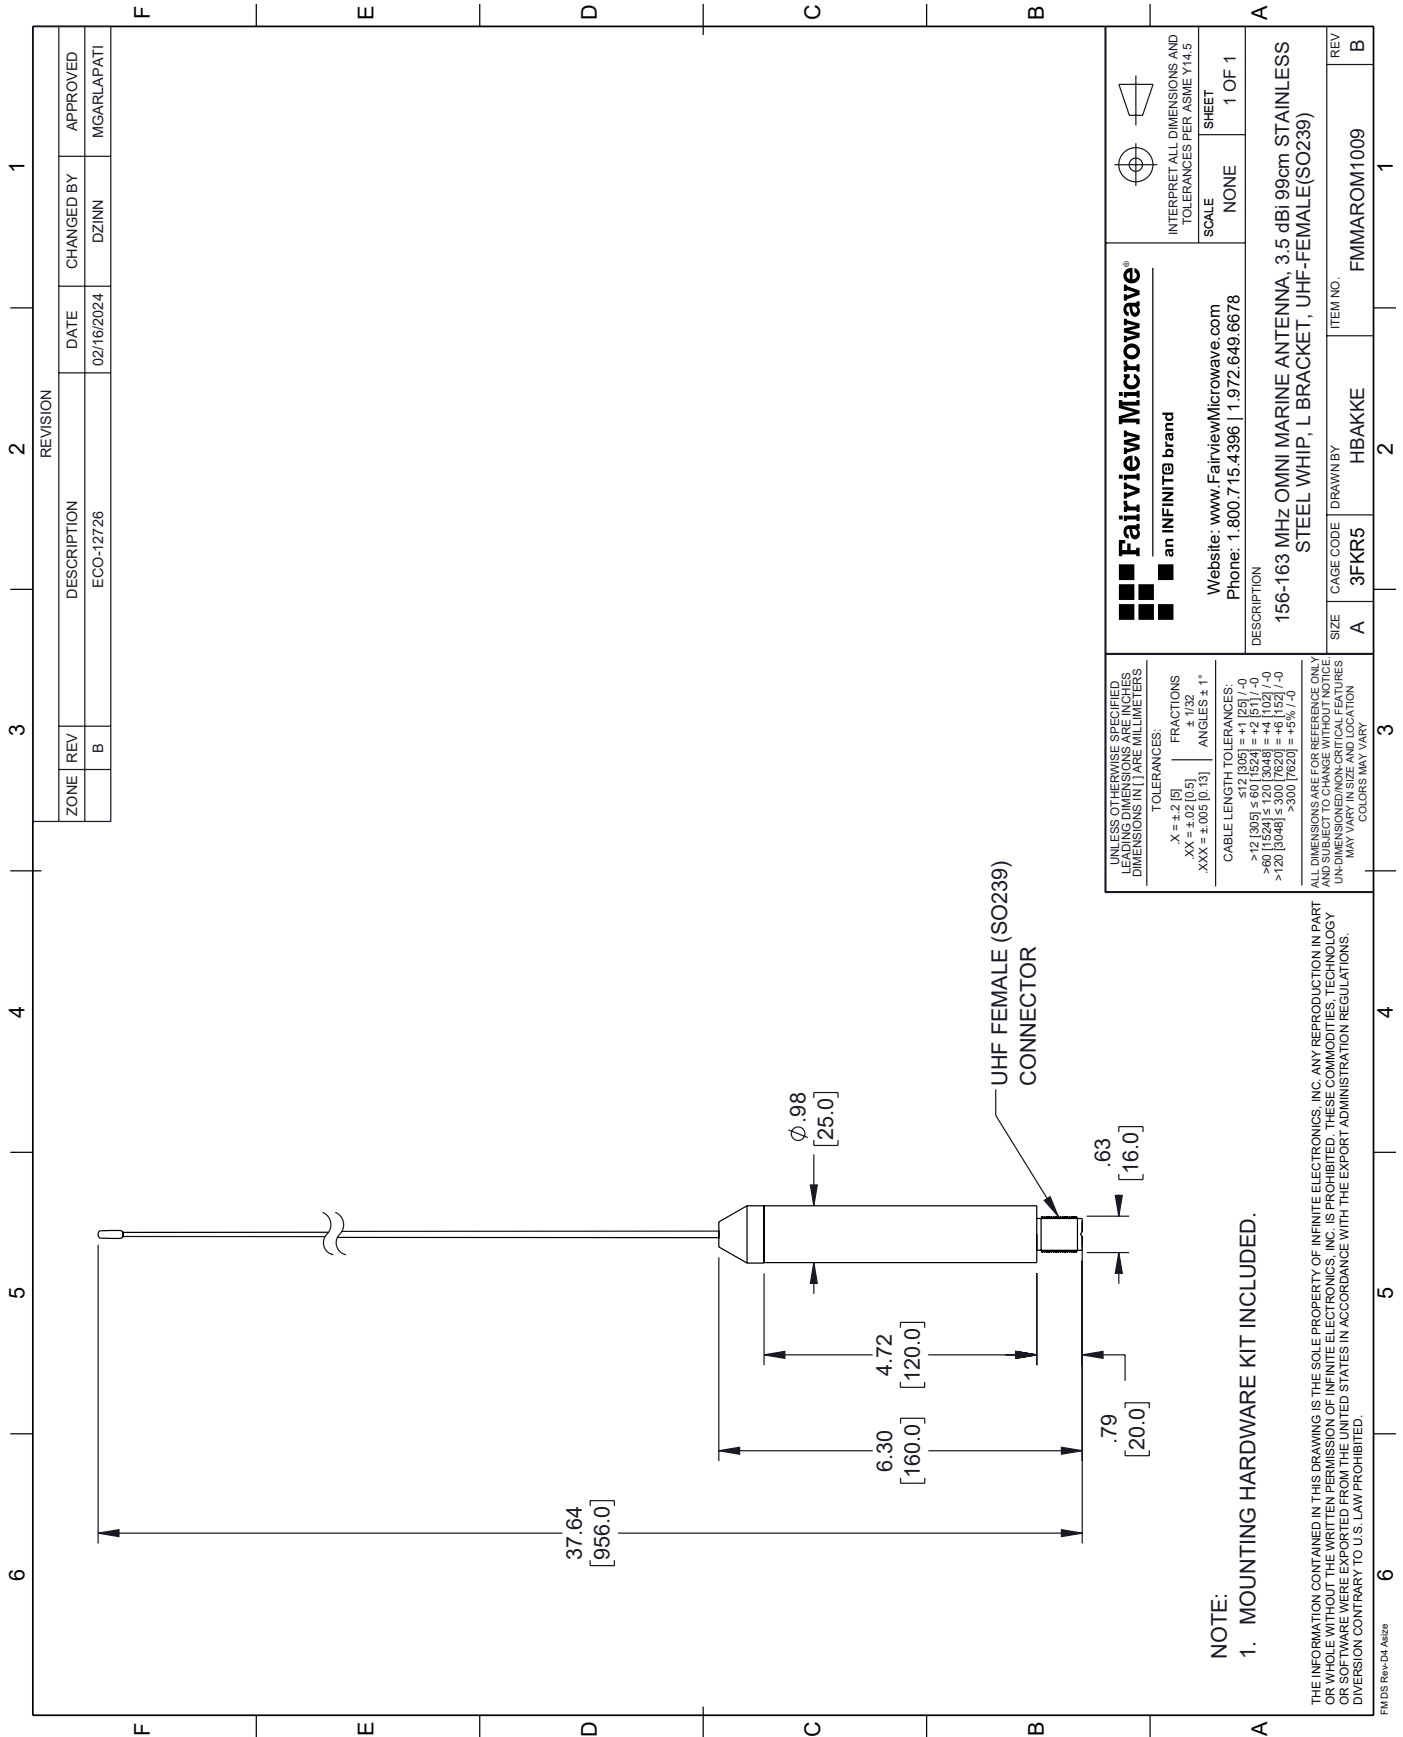 6
5
4
3
2
1
F
E
D
C
B
A
F
E
D
C
B
A
REVISION
ZONE REV DESCRIPTION DATE CHANGED BY APPROVED
B ECO-12726 02/16/2024 DZINN MGARLAPATI
37.64
[956.0]
6.30
[160.0]
4.72
[120.0]
.79
[20.0]
Ø.98
[25.0]
.63
[16.0]
UHF FEMALE (SO239)
CONNECTOR
NOTE:
1. MOUNTING HARDWARE KIT INCLUDED.
THE INFORMATION CONTAINED IN THIS DRAWING IS THE SOLE PROPERTY OF INFINITE ELECTRONICS, INC. ANY REPRODUCTION IN PART
OR WHOLE WITHOUT THE WRITTEN PERMISSION OF INFINITE ELECTRONICS, INC. IS PROHIBITED. THESE COMMODITIES, TECHNOLOGY
OR SOFTWARE WERE EXPORTED FROM THE UNITED STATES IN ACCORDANCE WITH THE EXPORT ADMINISTRATION REGULATIONS.
DIVERSION CONTRARY TO U.S. LAW PROHIBITED.
UNLESS OTHERWISE SPECIFIED
LEADING DIMENSIONS ARE INCHES
DIMENSIONS IN [ ] ARE MILLIMETERS
TOLERANCES:
.X = ±.2 [5]
.XX = ±.02 [0.5]
.XXX = ±.005 [0.13]
FRACTIONS
± 1/32
ANGLES ± 1°
CABLE LENGTH TOLERANCES:
≤12 [305] = +1 [25] / -0
>12 [305] ≤ 60 [1524] = +2 [51] / -0
>60 [1524] ≤ 120 [3048] = +4 [102] / -0
>120 [3048] ≤ 300 [7620] = +6 [152] / -0
>300 [7620] = +5% / -0
ALL DIMENSIONS ARE FOR REFERENCE ONLY
AND SUBJECT TO CHANGE WITHOUT NOTICE.
UN-DIMENSIONED/NON-CRITICAL FEATURES
MAY VARY IN SIZE AND LOCATION
COLORS MAY VARY
Fairview Microwave®
an INFINIT℮ brand
Website: www.FairviewMicrowave.com
Phone: 1.800.715.4396 | 1.972.649.6678
INTERPRET ALL DIMENSIONS AND
TOLERANCES PER ASME Y14.5
SCALE
NONE
SHEET
1 OF 1
DESCRIPTION
156-163 MHz OMNI MARINE ANTENNA, 3.5 dBi 99cm STAINLESS
STEEL WHIP, L BRACKET, UHF-FEMALE(SO239)
SIZE
A
CAGE CODE
3FKR5
DRAWN BY
HBAKKE
ITEM NO.
FMMAROM1009
REV
B
6
5
4
3
2
1
FM DS Rev-D4 Asize